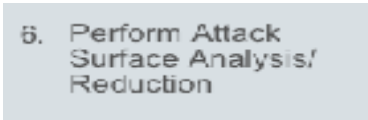 6. Perform Attack
Surface Analysis/
Reduction